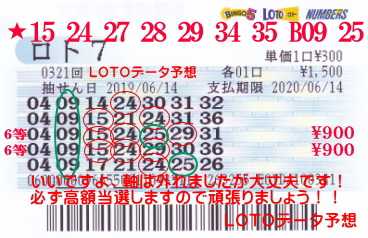 BINGO5 LOTO ロト NUMBERS
★15 24 27 28 29 34 35 B09 25
ロト7 単価1口¥300
0321回 LOTOデータ予想 各01口 ¥1,500
抽せん日 2019/06/14 支払期限 2020/06/14
04 09 14 24 30 31 32
04 09 15 21 24 30 36
6等 04 09 15 24 25 29 31 ¥900
6等 04 09 15 24 36 ¥900
04 09 17 21 24 25
いいですよ、軸は外れましたが大丈夫です！
必ず高額当選しますので頑張りましょう！！
LOTOデータ予想